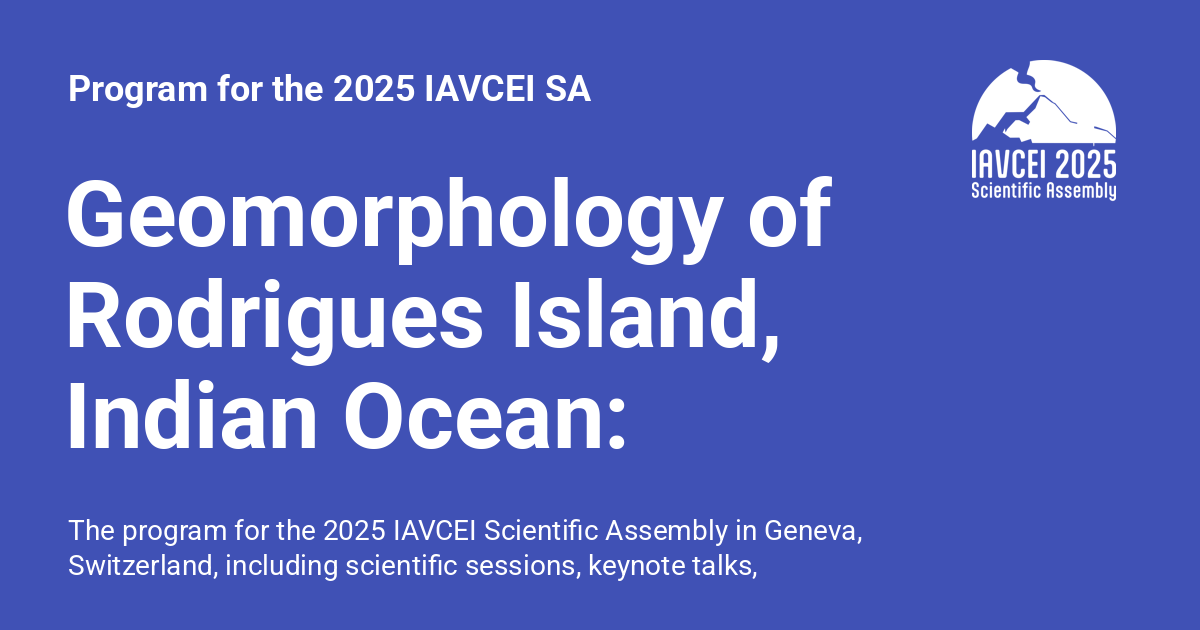 Program for the 2025 IAVCEI SA
IAVCEI 2025
Scientific Assembly
Geomorphology of
Rodrigues Island,
Indian Ocean:
The program for the 2025 IAVCEI Scientific Assembly in Geneva,
Switzerland, including scientific sessions, keynote talks,